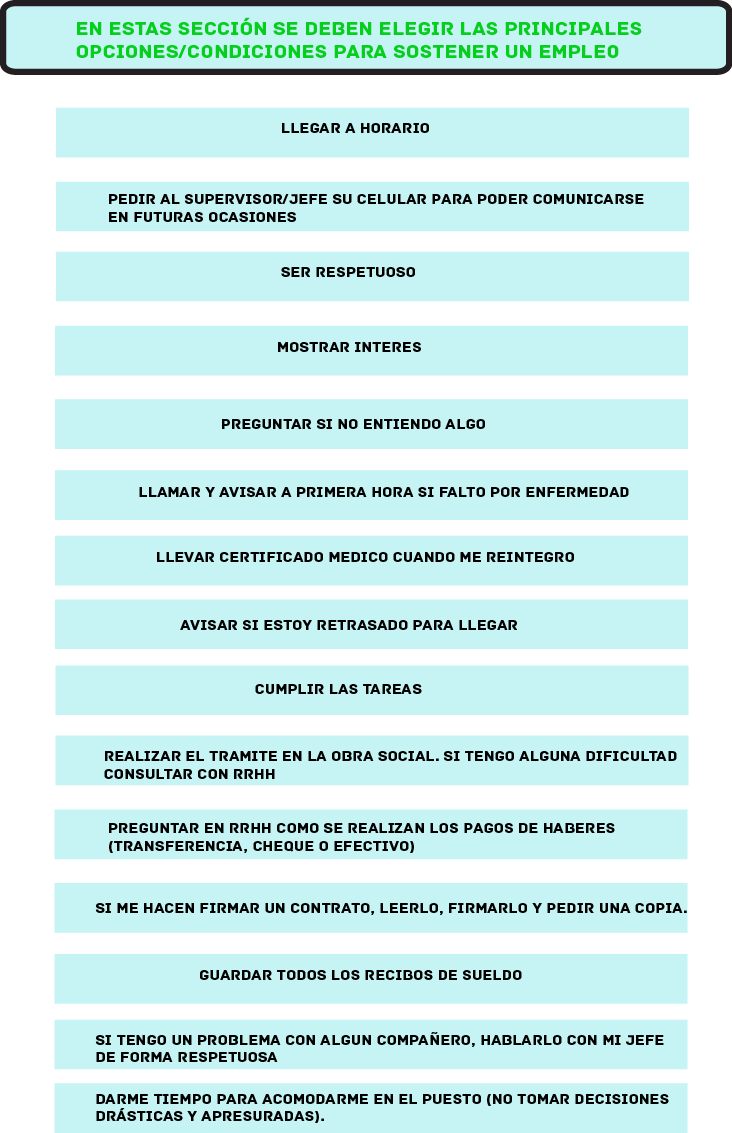 EN ESTAS SECCIÓN SE DEBEN ELEGIR LAS PRINCIPALES
OPCIONES/CONDICIONES PARA SOSTENER UN EMPLEO
LLEGAR A HORARIO
PEDIR AL SUPERVISOR/JEFE SU CELULAR PARA PODER COMUNICARSE
EN FUTURAS OCASIONES
SER RESPETUOSO
MOSTRAR INTERES
PREGUNTAR SI NO ENTIENDO ALGO
LLAMAR Y AVISAR A PRIMERA HORA SI FALTO POR ENFERMEDAD
LLEVAR CERTIFICADO MEDICO CUANDO ME REINTEGRO
AVISAR SI ESTOY RETRASADO PARA LLEGAR
CUMPLIR LAS TAREAS
REALIZAR EL TRAMITE EN LA OBRA SOCIAL. SI TENGO ALGUNA DIFICULTAD
CONSULTAR CON RRHH
PREGUNTAR EN RRHH COMO SE REALIZAN LOS PAGOS DE HABERES
(TRANSFERENCIA, CHEQUE O EFECTIVO)
SI ME HACEN FIRMAR UN CONTRATO, LEERLO, FIRMARLO Y PEDIR UNA COPIA.
GUARDAR TODOS LOS RECIBOS DE SUELDO
SI TENGO UN PROBLEMA CON ALGUN COMPAÑERO, HABLARLO CON MI JEFE
DE FORMA RESPETUOSA
DARME TIEMPO PARA ACOMODARME EN EL PUESTO (NO TOMAR DECISIONES
DRÁSTICAS Y APRESURADAS).